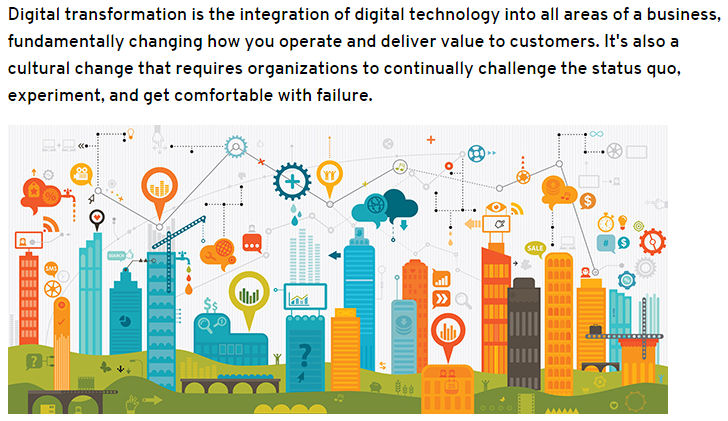 Digital transformation is the integration of digital technology into all areas of a business,
fundamentally changing how you operate and deliver value to customers. It's also a
cultural change that requires organizations to continually challenge the status quo,
experiment, and get comfortable with failure.
SMS
SEARCH
$$
?
?
SALE
$
#
$